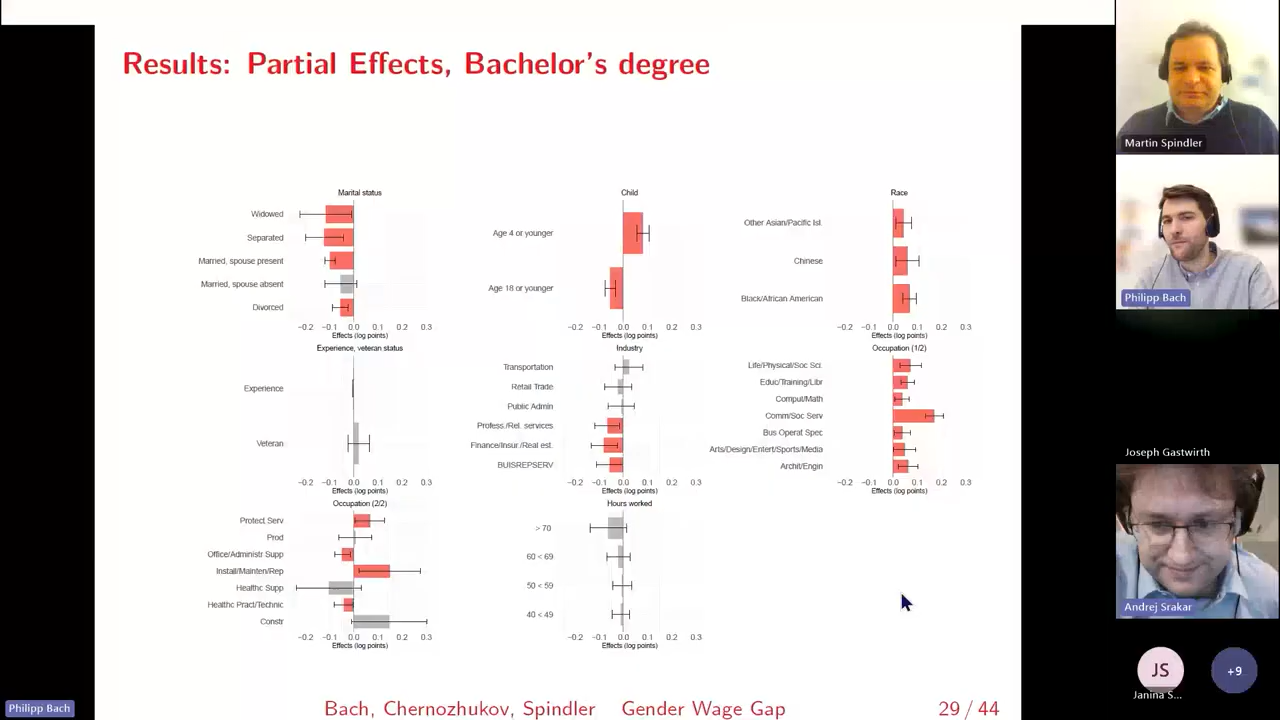 Results: Partial Effects, Bachelor's degree
Marital status
Widowed
Separated
Married, spouse present
Married, spouse absent
Divorced
−0.2 −0.1 0.0 0.1 0.2 0.3
Effects (log points)
Child
Age 4 or younger
Age 18 or younger
−0.2 −0.1 0.0 0.1 0.2 0.3
Effects (log points)
Race
Other Asian/Pacific Isl
Chinese
Black/African American
−0.2 −0.1 0.0 0.1 0.2 0.3
Effects (log points)
Experience, veteran status
Experience
Veteran
−0.2 −0.1 0.0 0.1 0.2 0.3
Effects (log points)
Industry
Transportation
Retail Trade
Public Admin
Profess./Rel. services
Finance/Insur./Real est.
BUISREPSERV
−0.2 −0.1 0.0 0.1 0.2 0.3
Effects (log points)
Occupation (1/2)
Life/Physical/Soc Sci.
Educ/Training/Libr
Comput/Math
Comm/Soc Serv
Bus Operat Spec
Arts/Design/Entert/Sports/Media
Archit/Engin
−0.2 −0.1 0.0 0.1 0.2 0.3
Effects (log points)
Occupation (2/2)
Protect Serv
Prod
Office/Administr Supp
Install/Mainten/Rep
Healthc Supp
Healthc Pract/Technic
Constr
−0.2 −0.1 0.0 0.1 0.2 0.3
Effects (log points)
Hours worked
> 70
60 < 69
50 < 59
40 < 49
−0.2 −0.1 0.0 0.1 0.2 0.3
Effects (log points)
Bach, Chernozhukov, Spindler Gender Wage Gap 29 / 44
Philipp Bach
Martin Spindler
Philipp Bach
Joseph Gastwirth
Andrej Srakar
JS
+9
Janina S...